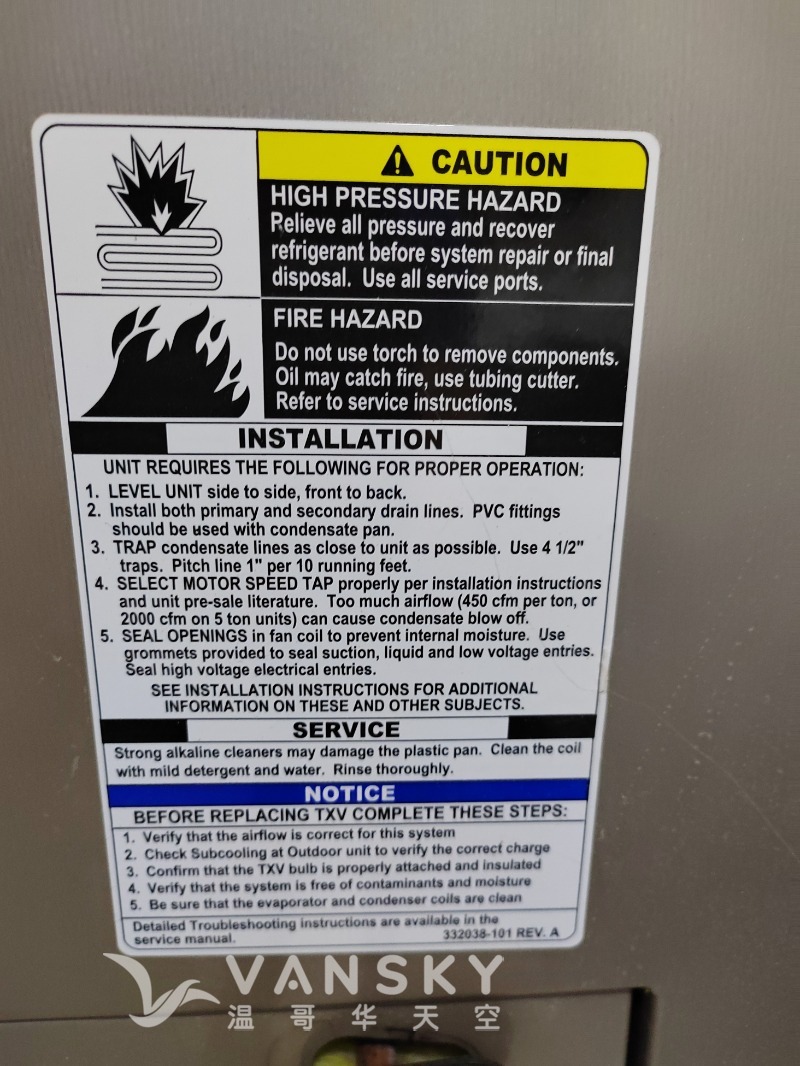 CAUTION
HIGH PRESSURE HAZARD
Relieve all pressure and recover
refrigerant before system repair or final
disposal. Use all service ports.
FIRE HAZARD
Do not use torch to remove components.
Oil may catch fire, use tubing cutter.
Refer to service instructions.
INSTALLATION
UNIT REQUIRES THE FOLLOWING FOR PROPER OPERATION:
1. LEVEL UNIT side to side, front to back.
2. Install both primary and secondary drain lines. PVC fittings
should be used with condensate pan.
3. TRAP condensate lines as close to unit as possible. Use 4 1/2"
traps. Pitch line 1" per 10 running feet.
4. SELECT MOTOR SPEED TAP properly per installation instructions
and unit pre-sale literature. Too much airflow (450 cfm per ton, or
2000 cfm on 5 ton units) can cause condensate blow off.
5. SEAL OPENINGS in fan coil to prevent internal moisture. Use
grommets provided to seal suction, liquid and low voltage entries.
Seal high voltage electrical entries.
SEE INSTALLATION INSTRUCTIONS FOR ADDITIONAL
INFORMATION ON THESE AND OTHER SUBJECTS.
SERVICE
Strong alkaline cleaners may damage the plastic pan. Clean the coil
with mild detergent and water. Rinse thoroughly.
NOTICE
BEFORE REPLACING TXV COMPLETE THESE STEPS:
1. Verify that the airflow is correct for this system
2. Check Subcooling at Outdoor unit to verify the correct charge
3. Confirm that the TXV bulb is properly attached and insulated
4. Verify that the system is free of contaminants and moisture
5. Be sure that the evaporator and condenser coils are clean
Detailed Troubleshooting instructions are available in the
service manual. 332038-101 REV. A
VANSKY
温哥华天空